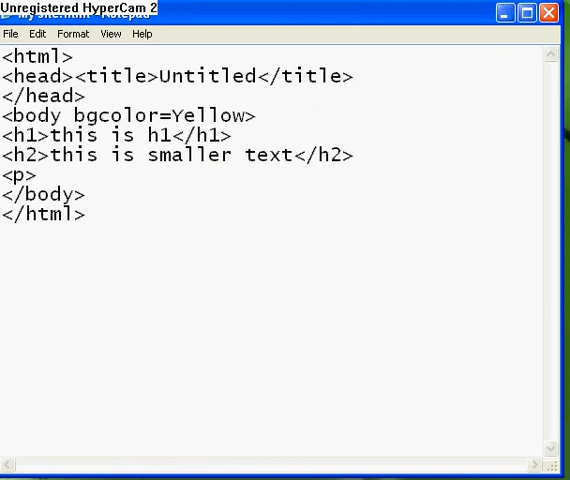 Unregistered HyperCam 2
File Edit Format View Help
<html>
<head><title>Untitled</title>
</head>
<body bgcolor=Yellow>
<h1>this is h1</h1>
<h2>this is smaller text</h2>
<p>
</body>
</html>